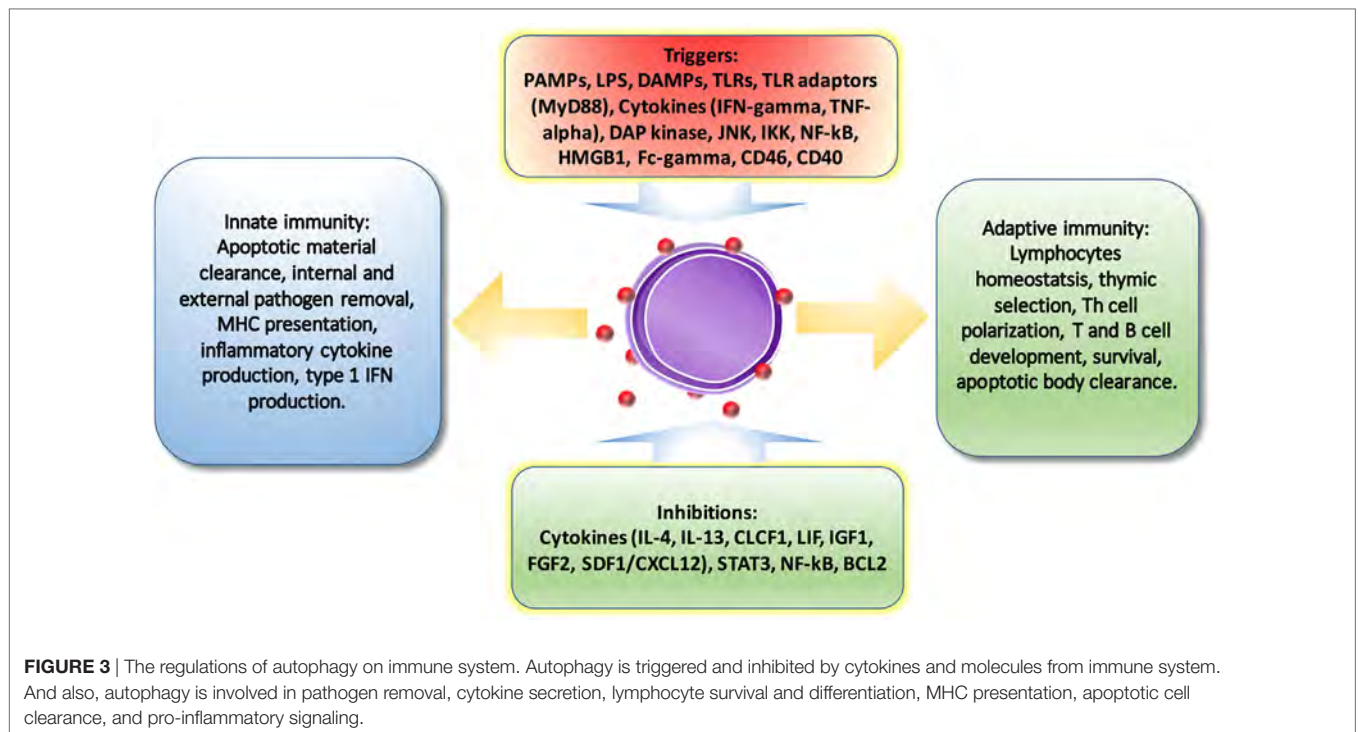 Triggers:
PAMPs, LPS, DAMPs, TLRs, TLR adaptors
(MyD88), Cytokines (IFN-gamma, TNF-
alpha), DAP kinase, JNK, IKK, NF-kB,
HMGB1, Fc-gamma, CD46, CD40
Innate immunity:
Apoptotic material
clearance, internal and
external pathogen removal,
MHC presentation,
inflammatory cytokine
production, type 1 IFN
production.
Adaptive immunity:
Lymphocytes
homeostatsis, thymic
selection, Th cell
polarization, T and B cell
development, survival,
apoptotic body clearance.
Inhibitions:
Cytokines (IL-4, IL-13, CLCF1, LIF, IGF1,
FGF2, SDF1/CXCL12), STAT3, NF-kB, BCL2
FIGURE 3 | The regulations of autophagy on immune system. Autophagy is triggered and inhibited by cytokines and molecules from immune system.
And also, autophagy is involved in pathogen removal, cytokine secretion, lymphocyte survival and differentiation, MHC presentation, apoptotic cell
clearance, and pro-inflammatory signaling.